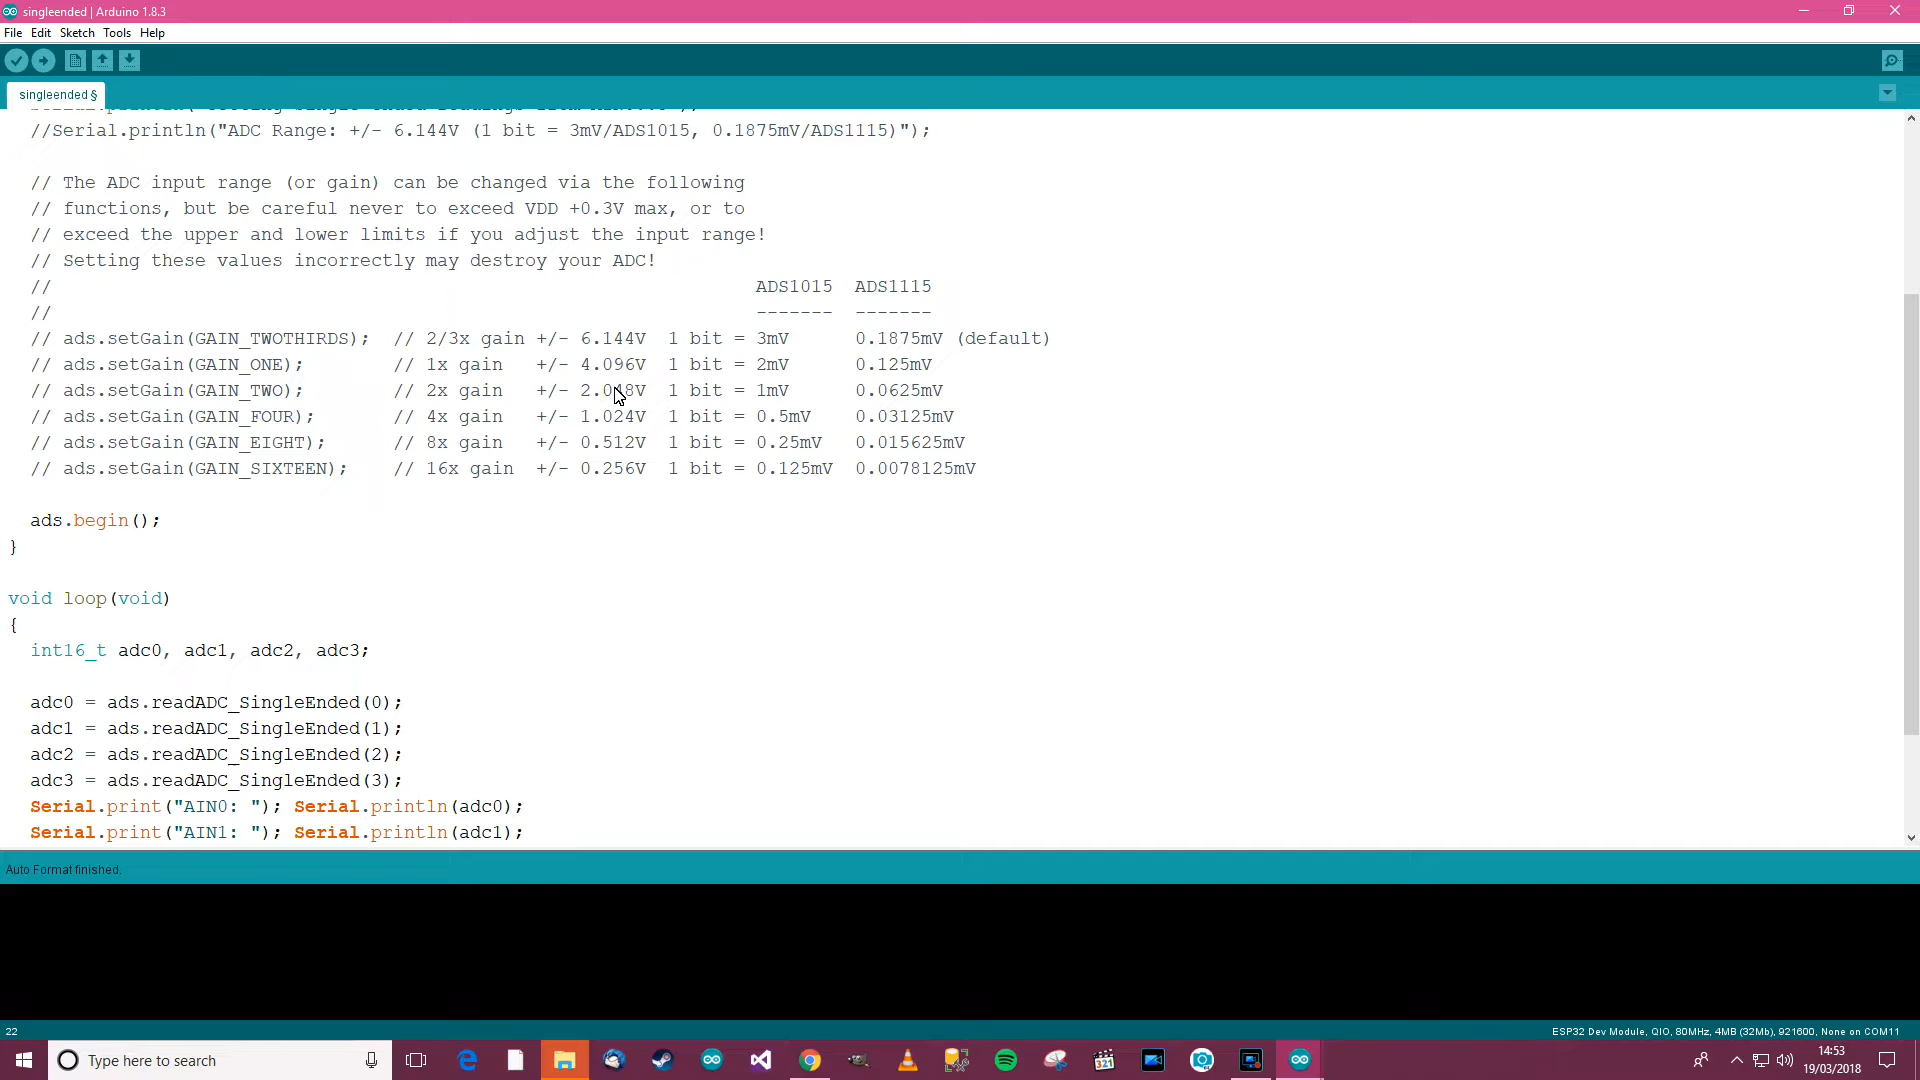 singleended | Arduino 1.8.3
File Edit Sketch Tools Help
singleended §
//Serial.println("ADC Range: +/- 6.144V (1 bit = 3mV/ADS1015, 0.1875mV/ADS1115)");
// The ADC input range (or gain) can be changed via the following
// functions, but be careful never to exceed VDD +0.3V max, or to
// exceed the upper and lower limits if you adjust the input range!
// Setting these values incorrectly may destroy your ADC!
// ADS1015 ADS1115
// ------- -------
// ads.setGain(GAIN_TWOTHIRDS); // 2/3x gain +/- 6.144V 1 bit = 3mV 0.1875mV (default)
// ads.setGain(GAIN_ONE); // 1x gain +/- 4.096V 1 bit = 2mV 0.125mV
// ads.setGain(GAIN_TWO); // 2x gain +/- 2.048V 1 bit = 1mV 0.0625mV
// ads.setGain(GAIN_FOUR); // 4x gain +/- 1.024V 1 bit = 0.5mV 0.03125mV
// ads.setGain(GAIN_EIGHT); // 8x gain +/- 0.512V 1 bit = 0.25mV 0.015625mV
// ads.setGain(GAIN_SIXTEEN); // 16x gain +/- 0.256V 1 bit = 0.125mV 0.0078125mV
ads.begin();
}
void loop(void)
{
int16_t adc0, adc1, adc2, adc3;
adc0 = ads.readADC_SingleEnded(0);
adc1 = ads.readADC_SingleEnded(1);
adc2 = ads.readADC_SingleEnded(2);
adc3 = ads.readADC_SingleEnded(3);
Serial.print("AIN0: "); Serial.println(adc0);
Serial.print("AIN1: "); Serial.println(adc1);
Auto Format finished.
22 ESP32 Dev Module, QIO, 80MHz, 4MB (32Mb), 921600, None on COM11
Type here to search
321
14:53
19/03/2018